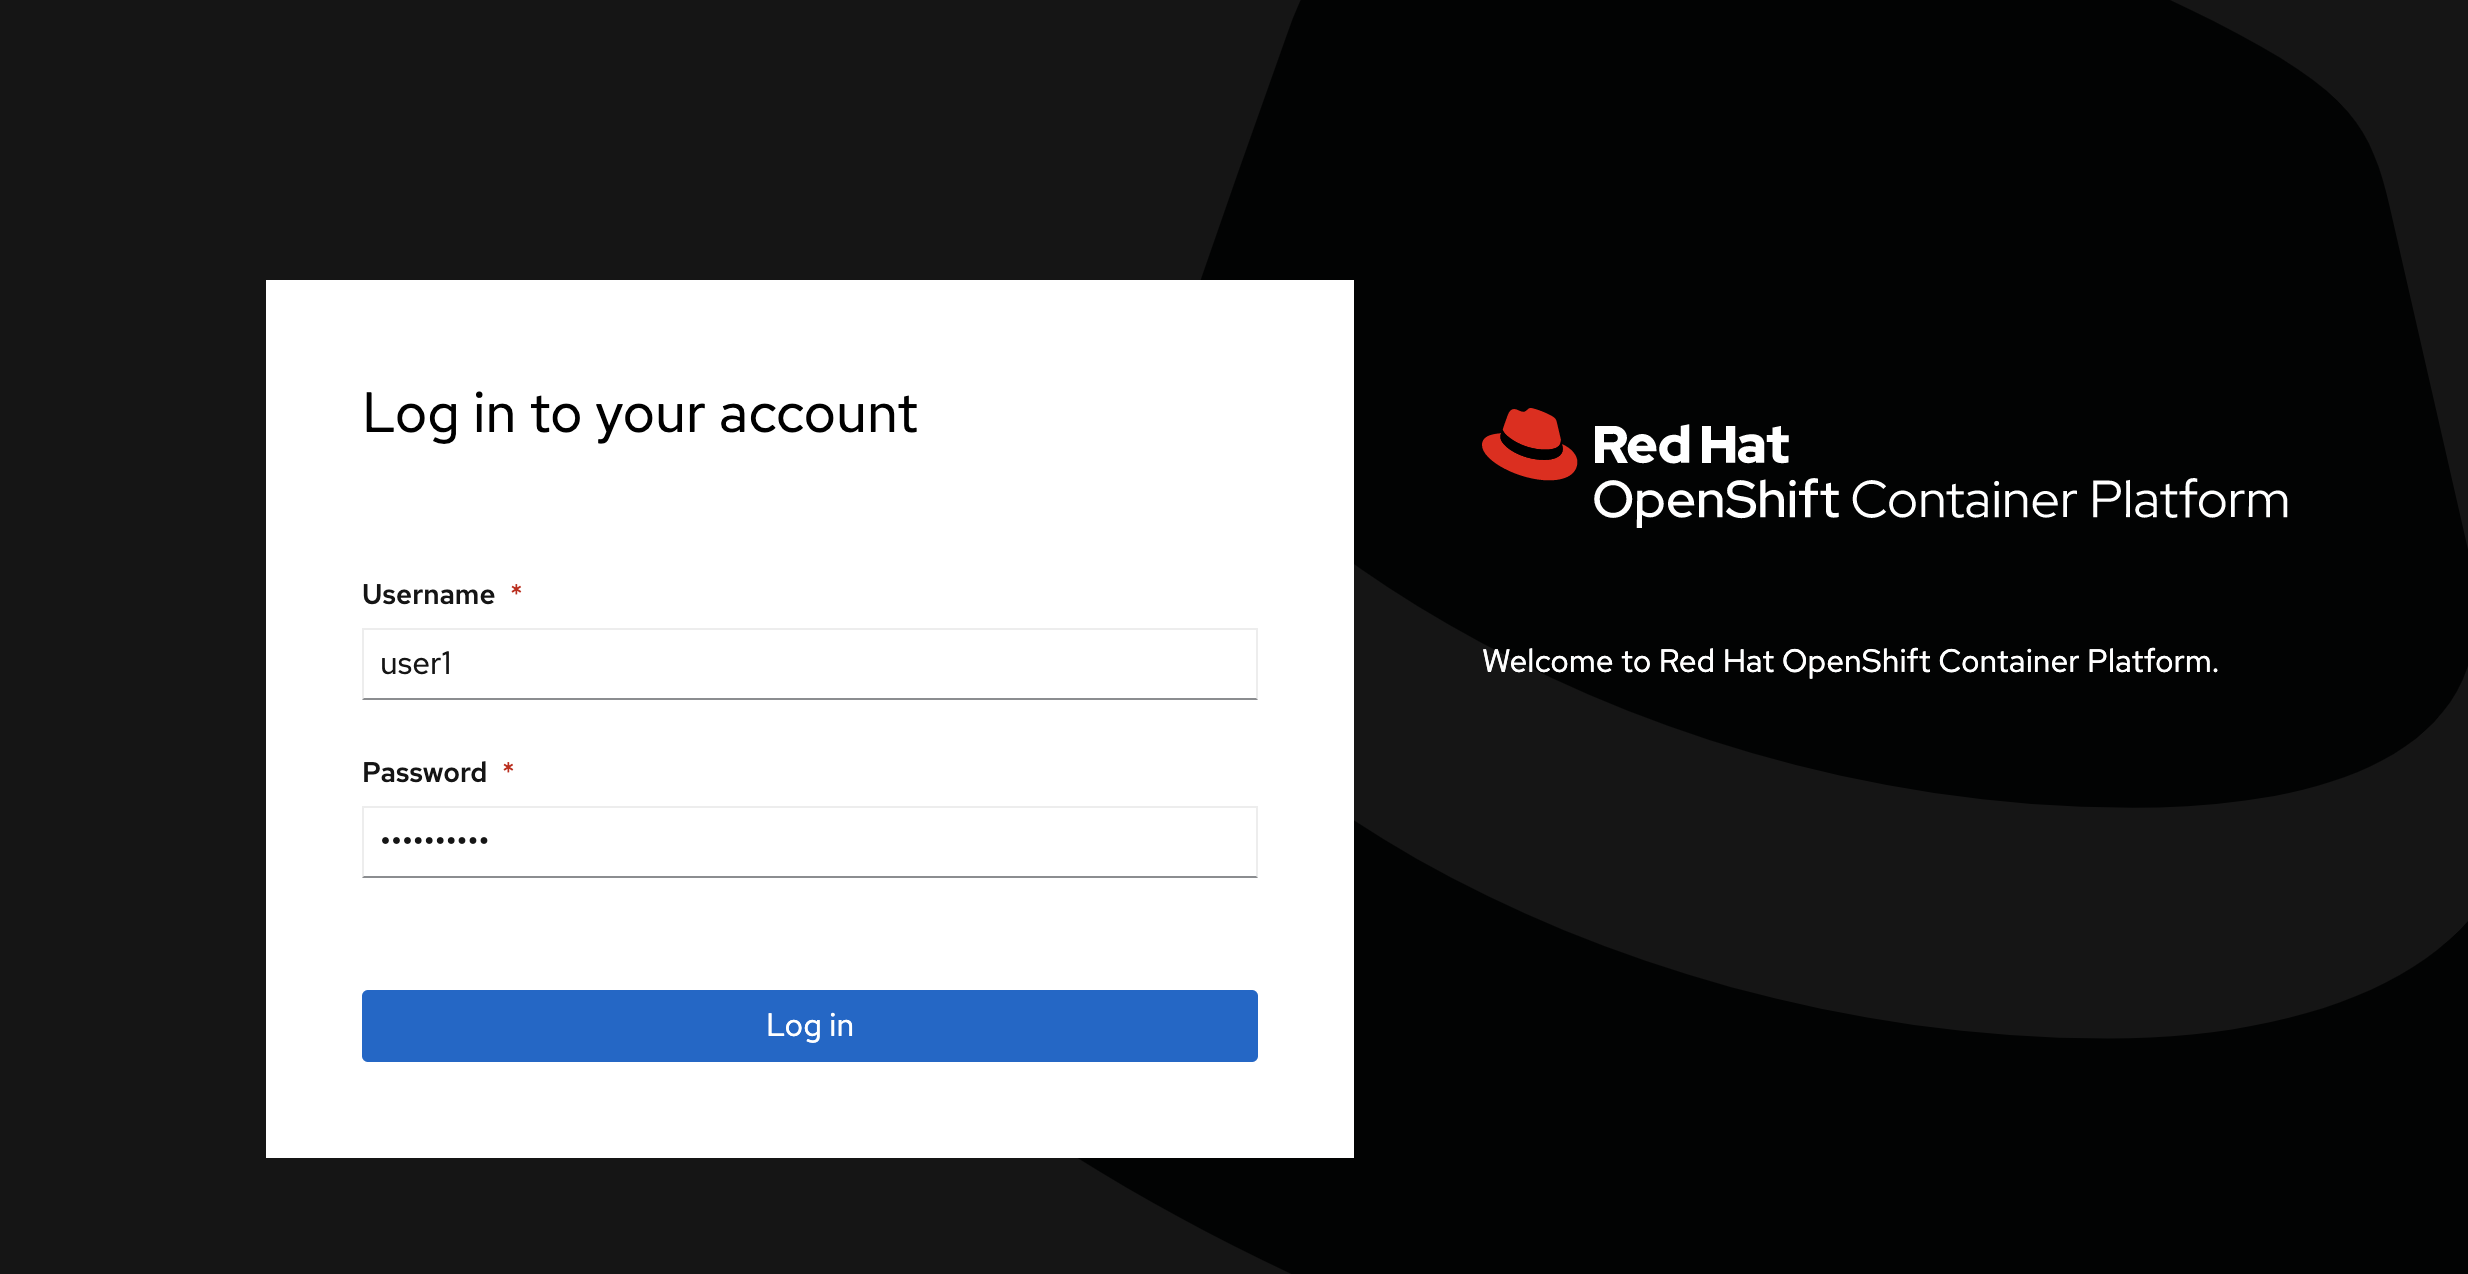 Log in to your account
Username *
user1
Password *
••••••••••
Log in
Red Hat
OpenShift Container Platform
Welcome to Red Hat OpenShift Container Platform.